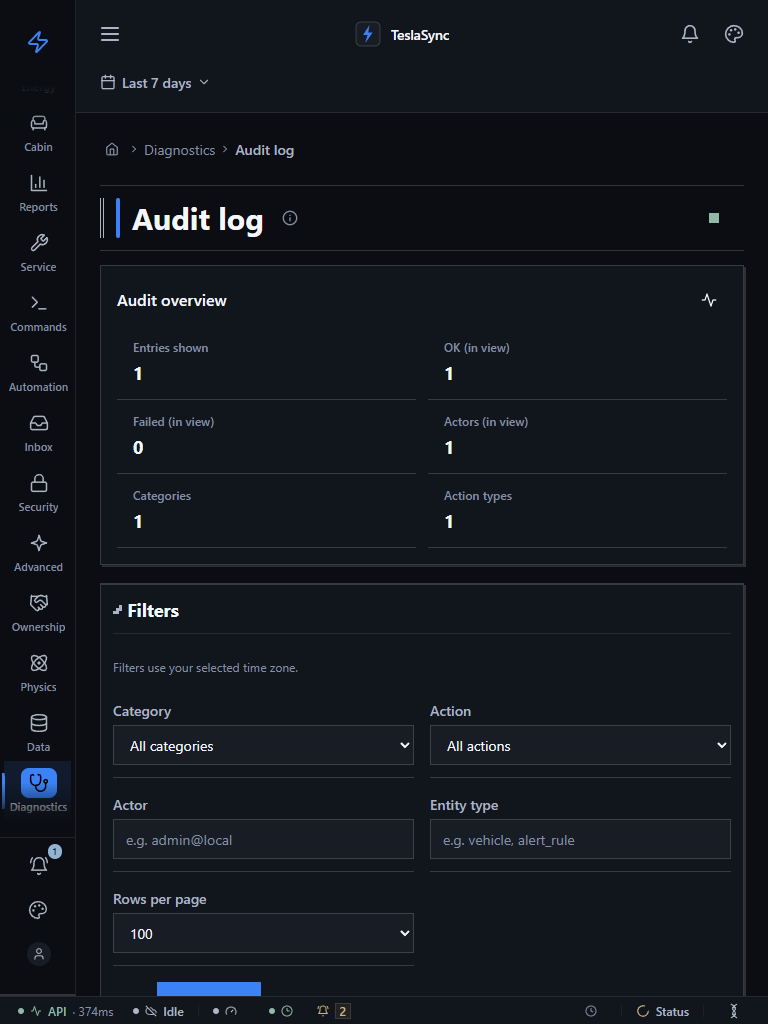 TeslaSync
Last 7 days
Energy
Cabin
Reports
Service
Commands
Automation
Inbox
Security
Advanced
Ownership
Physics
Data
Diagnostics
1
Diagnostics
Audit log
Audit log
Audit overview
Entries shown
1
OK (in view)
1
Failed (in view)
0
Actors (in view)
1
Categories
1
Action types
1
Filters
Filters use your selected time zone.
Category
All categories
Action
All actions
Actor
e.g. admin@local
Entity type
e.g. vehicle, alert_rule
Rows per page
100
API · 374ms
Idle
2
Status